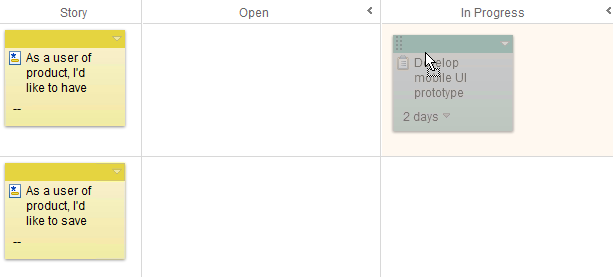 Story
Open
In Progress
As a user of
product, I'd
like to have
--
Develop
mobile UI
prototype
2 days
As a user of
product, I'd
like to save
--